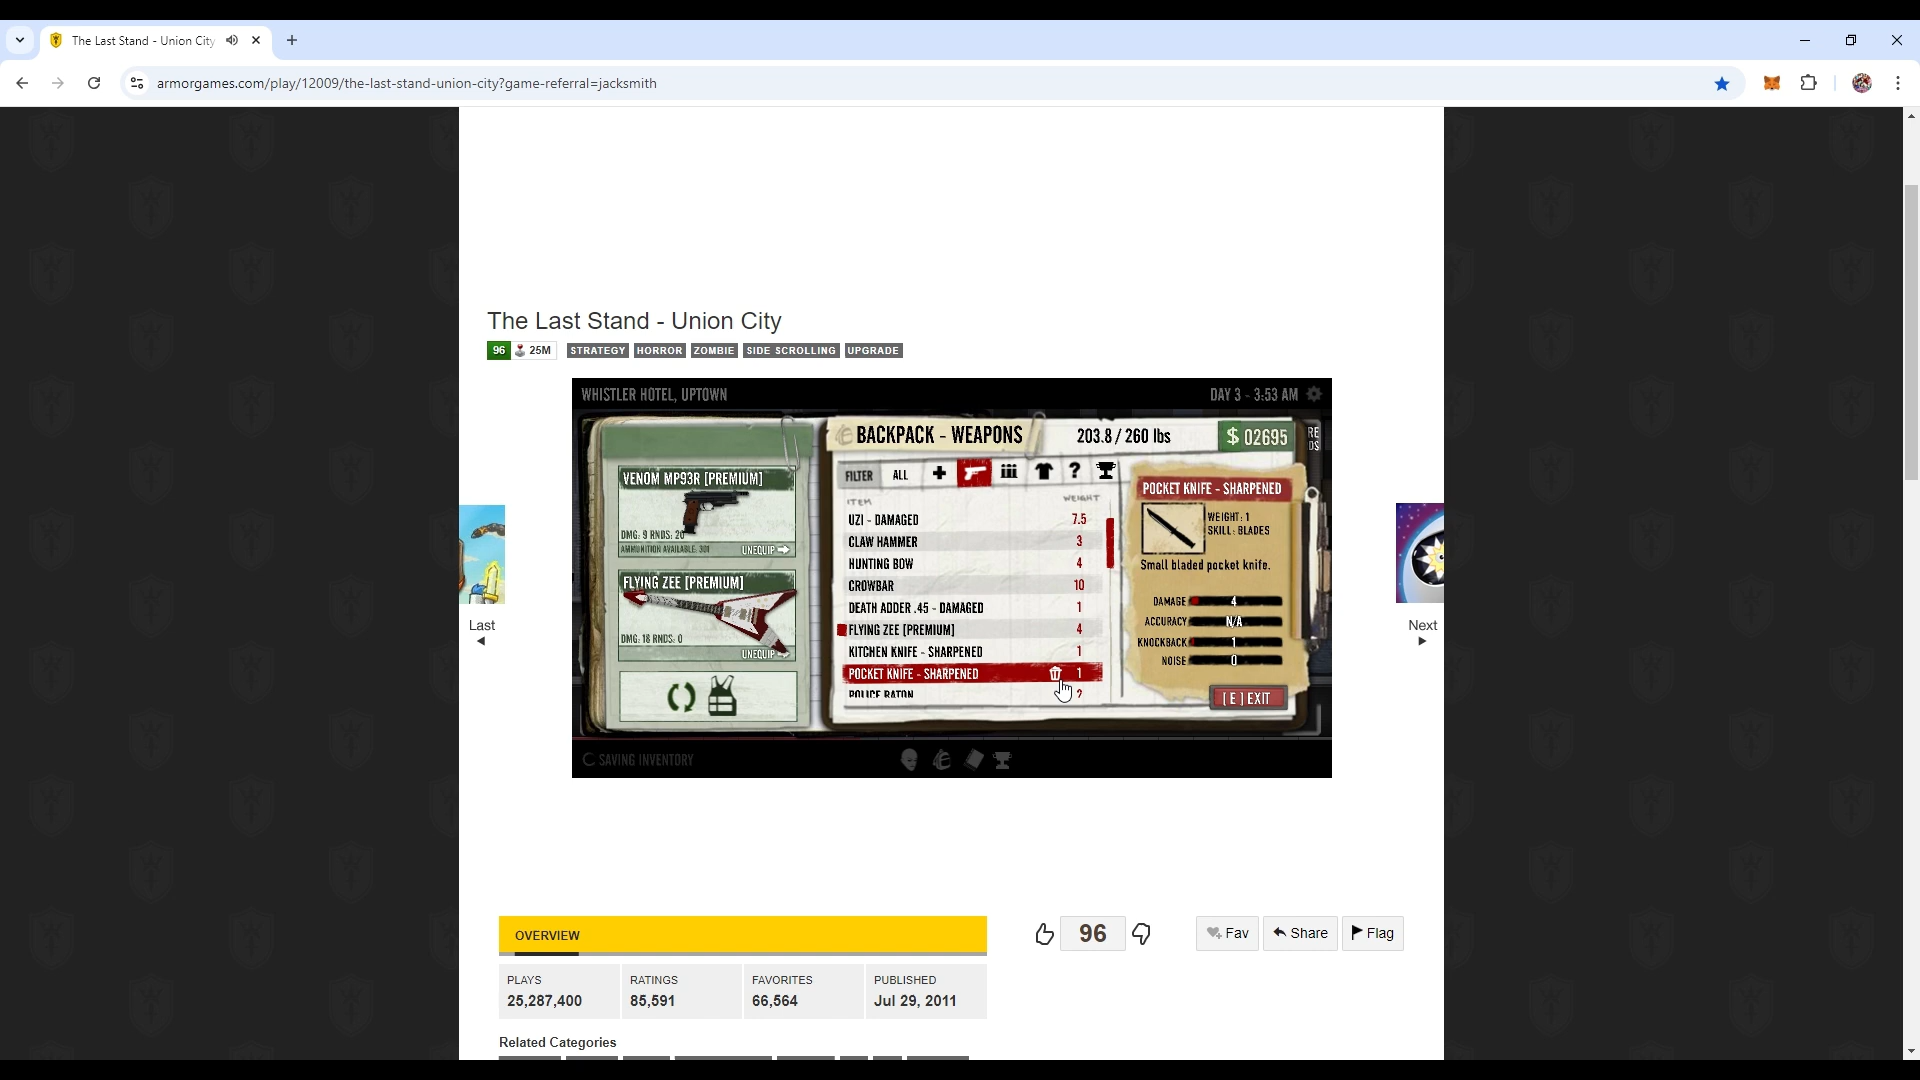 The Last Stand - Union City
armorgames.com/play/12009/the-last-stand-union-city?game-referral=jacksmith
The Last Stand - Union City
96 25M STRATEGY HORROR ZOMBIE SIDE SCROLLING UPGRADE
WHISTLER HOTEL, UPTOWN DAY 3 - 3:53 AM
BACKPACK - WEAPONS 203.8 / 260 lbs $ 02695
FILTER ALL ?
ITEM WEIGHT
VENOM MP93R [PREMIUM]
DMG: 9 RNDS: 20
AMMUNITION AVAILABLE: 301 UNEQUIP
FLYING ZEE [PREMIUM]
DMG: 18 RNDS: 0
UNEQUIP
UZI - DAMAGED 7.5
CLAW HAMMER 3
HUNTING BOW 4
CROWBAR 10
DEATH ADDER .45 - DAMAGED 1
FLYING ZEE [PREMIUM] 4
KITCHEN KNIFE - SHARPENED 1
POCKET KNIFE - SHARPENED 1
POLICE BATON 2
POCKET KNIFE - SHARPENED
WEIGHT: 1
SKILL: BLADES
Small bladed pocket knife.
DAMAGE 4
ACCURACY N/A
KNOCKBACK 1
NOISE 0
[ E ] EXIT
SAVING INVENTORY
Last
Next
OVERVIEW
96 Fav Share Flag
PLAYS RATINGS FAVORITES PUBLISHED
25,287,400 85,591 66,564 Jul 29, 2011
Related Categories